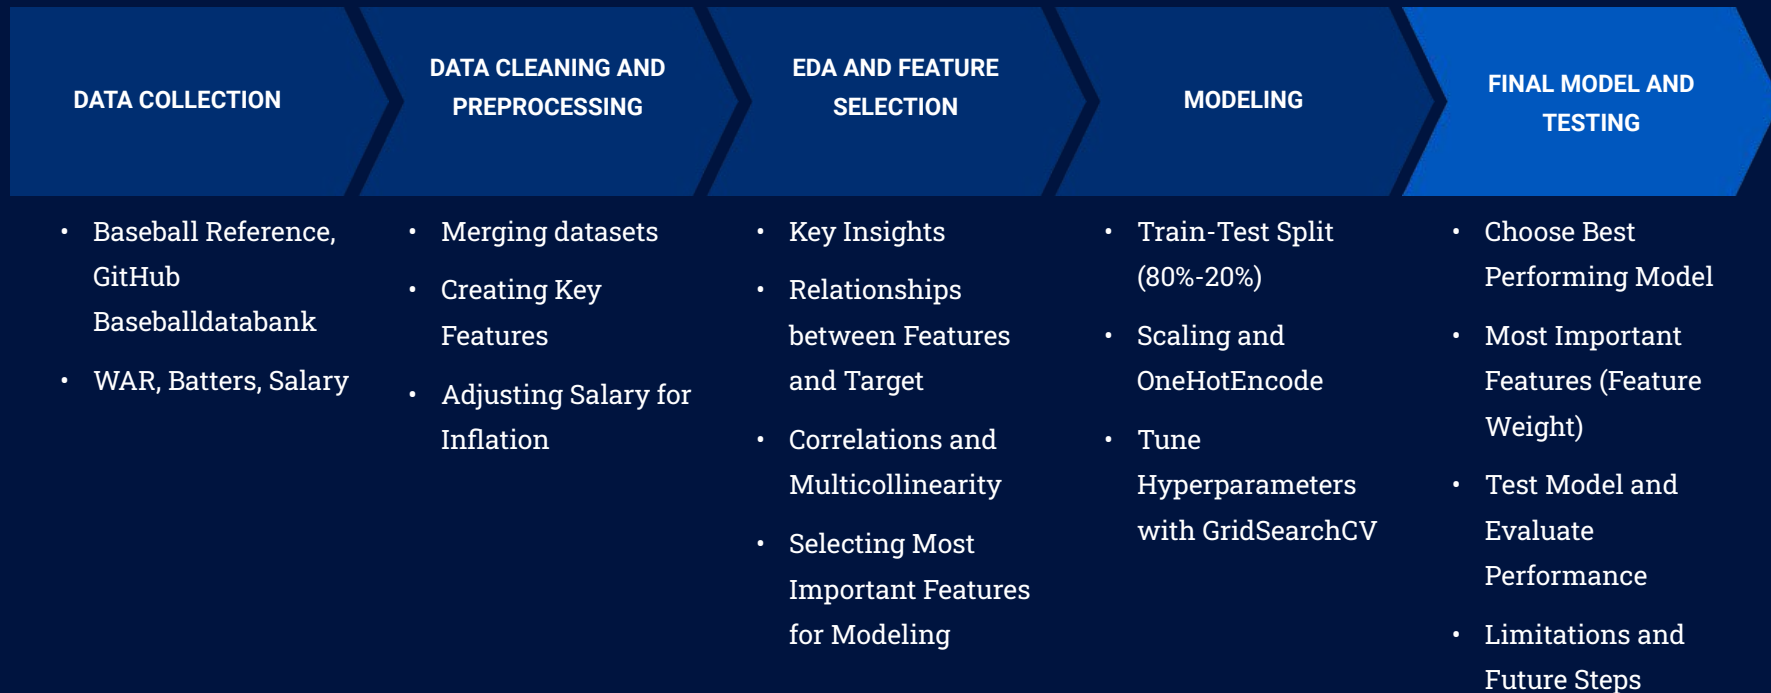 DATA COLLECTION
DATA CLEANING AND
PREPROCESSING
EDA AND FEATURE
SELECTION
MODELING
FINAL MODEL AND
TESTING
• Baseball Reference,
GitHub
Baseballdatabank
• WAR, Batters, Salary
• Merging datasets
• Creating Key
Features
• Adjusting Salary for
Inflation
• Key Insights
• Relationships
between Features
and Target
• Correlations and
Multicollinearity
• Selecting Most
Important Features
for Modeling
• Train-Test Split
(80%-20%)
• Scaling and
OneHotEncode
• Tune
Hyperparameters
with GridSearchCV
• Choose Best
Performing Model
• Most Important
Features (Feature
Weight)
• Test Model and
Evaluate
Performance
• Limitations and
Future Steps